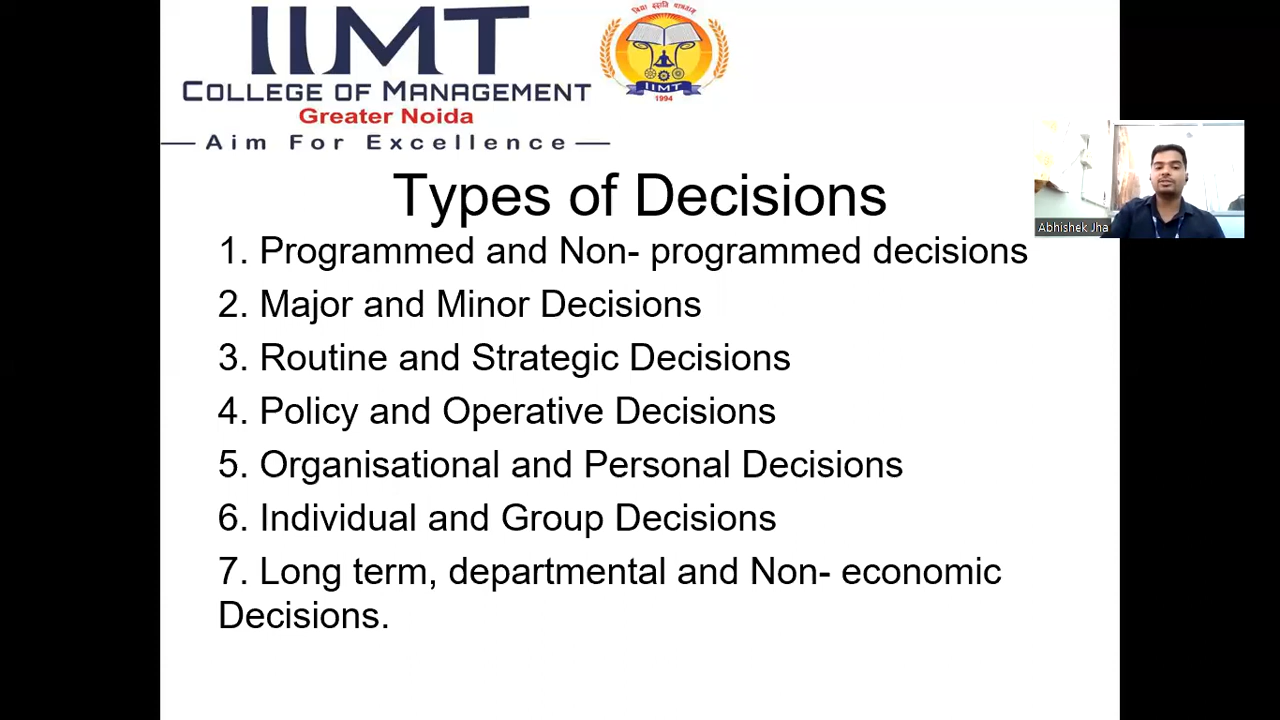 IIMT
COLLEGE OF MANAGEMENT
Greater Noida
Aim For Excellence
विद्या ददाति पात्रताम्
IIMT
1994
Types of Decisions
Abhishek Jha
1. Programmed and Non- programmed decisions
2. Major and Minor Decisions
3. Routine and Strategic Decisions
4. Policy and Operative Decisions
5. Organisational and Personal Decisions
6. Individual and Group Decisions
7. Long term, departmental and Non- economic
Decisions.